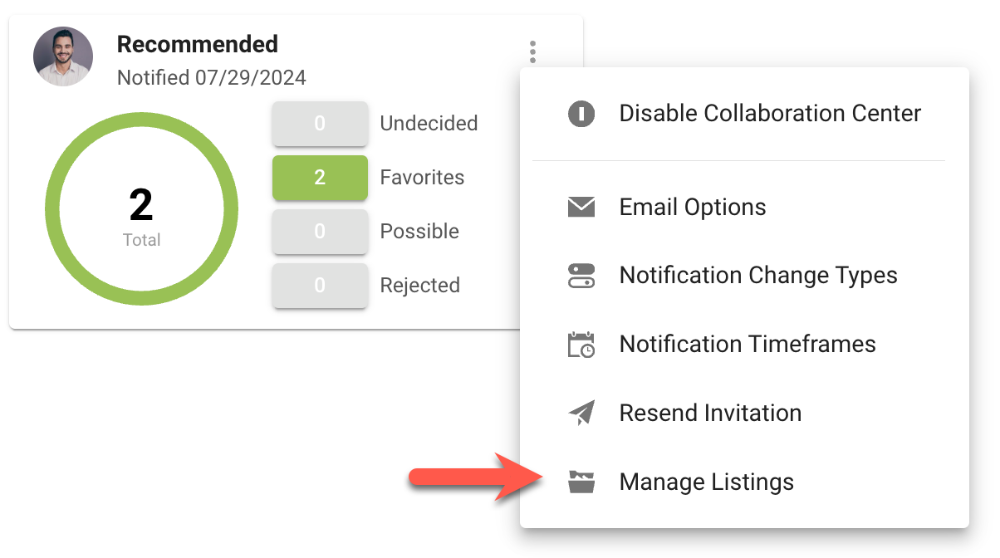 Recommended
Notified 07/29/2024
2
Total
0 Undecided
2 Favorites
0 Possible
0 Rejected
Disable Collaboration Center
Email Options
Notification Change Types
Notification Timeframes
Resend Invitation
Manage Listings